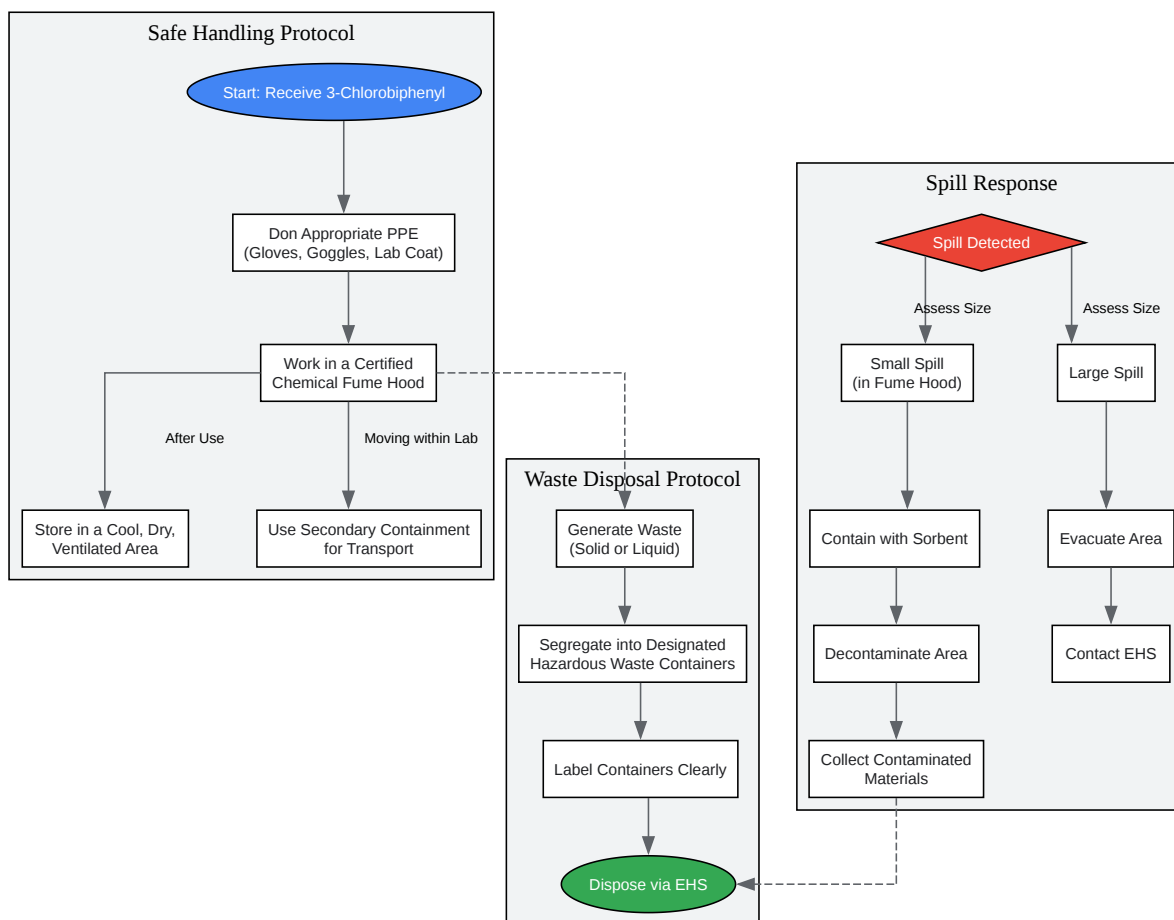 Safe Handling Protocol
Start: Receive 3-Chlorobiphenyl
Don Appropriate PPE
(Gloves, Goggles, Lab Coat)
Work in a Certified
Chemical Fume Hood
After Use
Moving within Lab
Store in a Cool, Dry,
Ventilated Area
Use Secondary Containment
for Transport
Waste Disposal Protocol
Generate Waste
(Solid or Liquid)
Segregate into Designated
Hazardous Waste Containers
Label Containers Clearly
Dispose via EHS
Spill Response
Spill Detected
Assess Size
Assess Size
Small Spill
(in Fume Hood)
Large Spill
Contain with Sorbent
Evacuate Area
Decontaminate Area
Contact EHS
Collect Contaminated
Materials